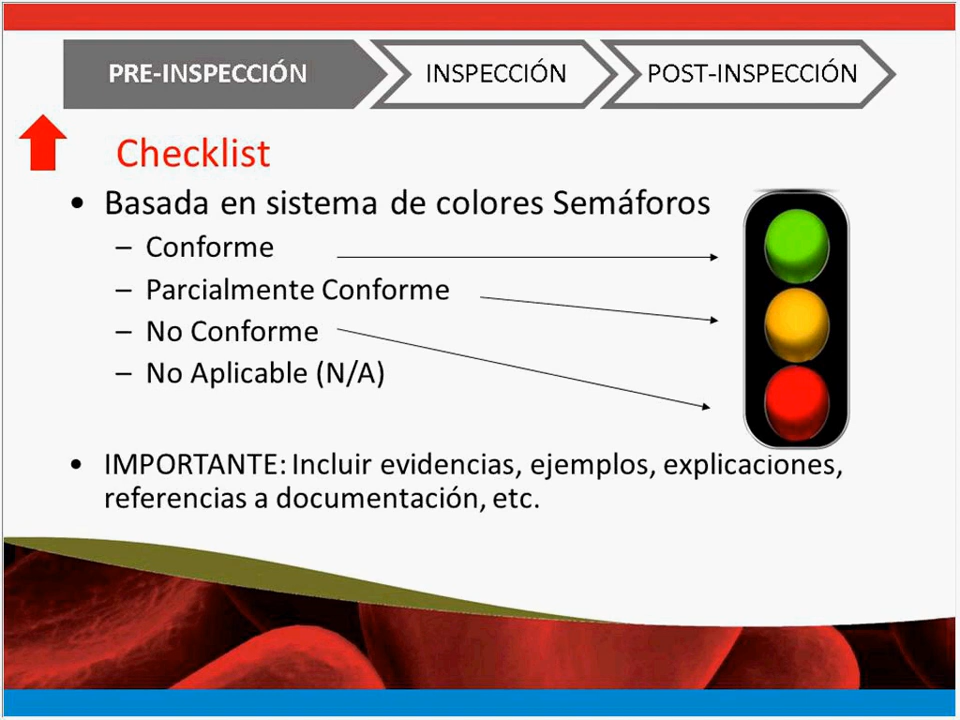 PRE-INSPECCIÓN
INSPECCIÓN
POST-INSPECCIÓN
Checklist
• Basada en sistema de colores Semáforos
– Conforme
– Parcialmente Conforme
– No Conforme
– No Aplicable (N/A)
• IMPORTANTE: Incluir evidencias, ejemplos, explicaciones,
referencias a documentación, etc.